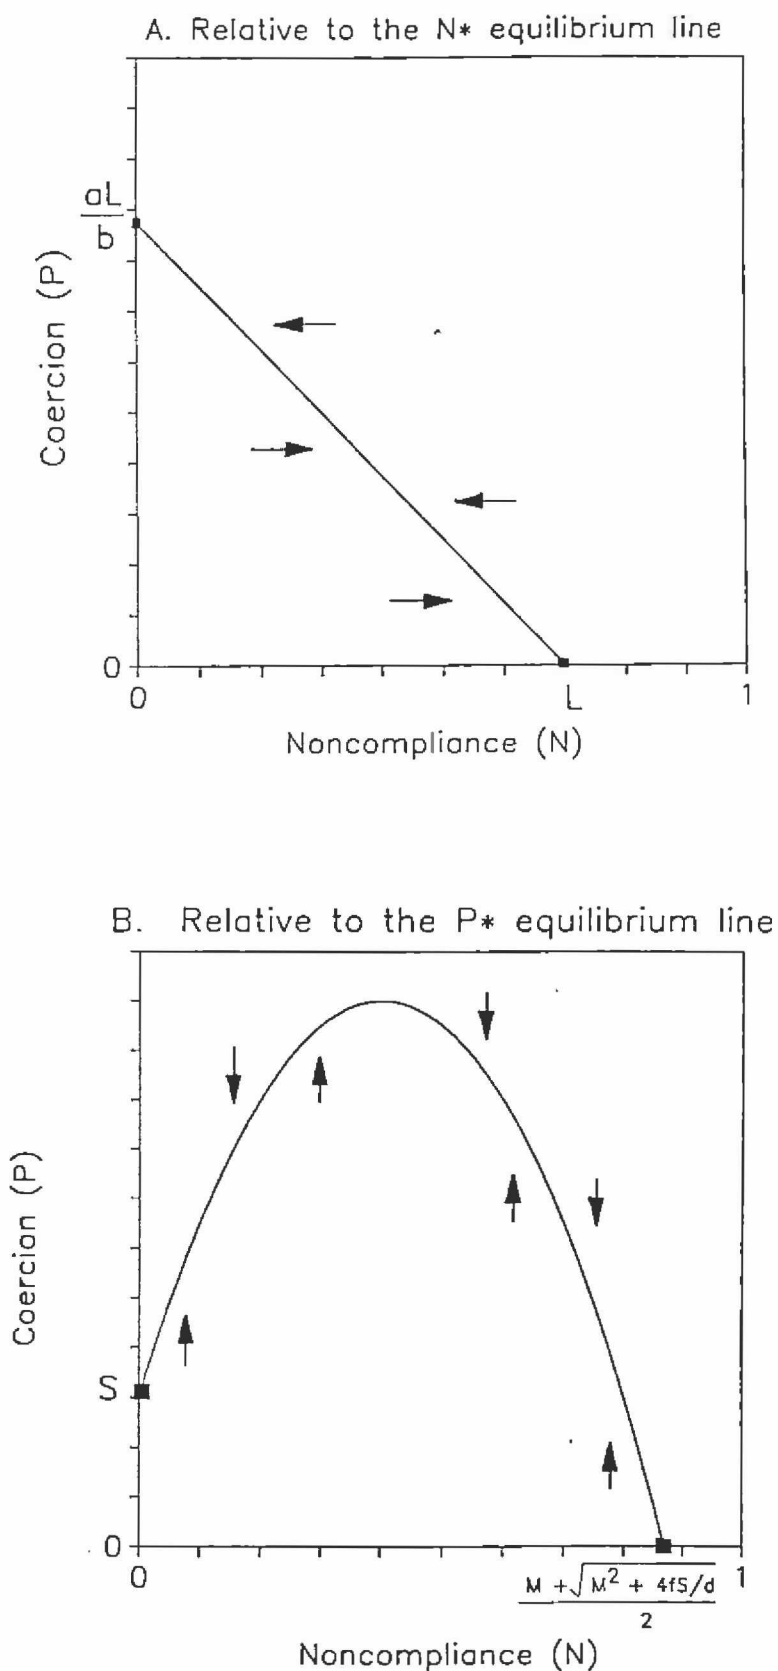 A. Relative to the N* equilibrium line
aL
b
Coercion (P)
0
0
L
1
Noncompliance (N)
B. Relative to the P* equilibrium line
Coercion (P)
S
0
0
M + √M² + 4fS/d
2
1
Noncompliance (N)